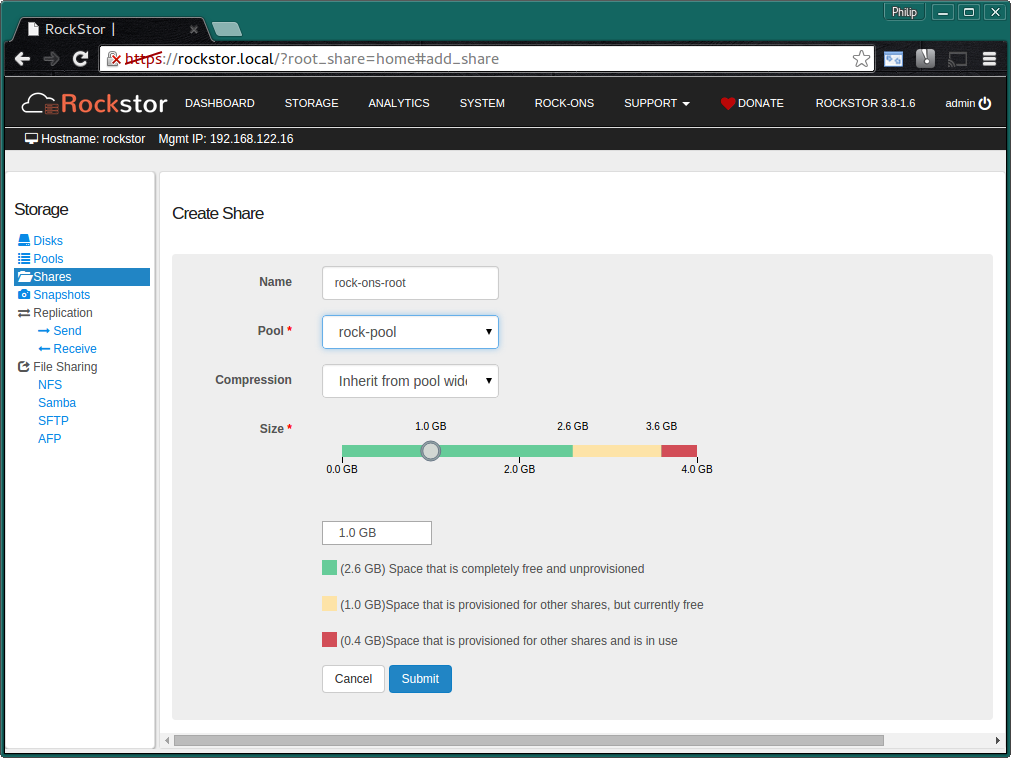 Philip
RockStor |
https://rockstor.local/?root_share=home#add_share
Rockstor DASHBOARD STORAGE ANALYTICS SYSTEM ROCK-ONS SUPPORT DONATE ROCKSTOR 3.8-1.6 admin
Hostname: rockstor Mgmt IP: 192.168.122.16
Storage
Disks
Pools
Shares
Snapshots
Replication
Send
Receive
File Sharing
NFS
Samba
SFTP
AFP
Create Share
Name rock-ons-root
Pool * rock-pool
Compression Inherit from pool wide
Size * 1.0 GB 2.6 GB 3.6 GB
0.0 GB 2.0 GB 4.0 GB
1.0 GB
(2.6 GB) Space that is completely free and unprovisioned
(1.0 GB)Space that is provisioned for other shares, but currently free
(0.4 GB)Space that is provisioned for other shares and is in use
Cancel Submit